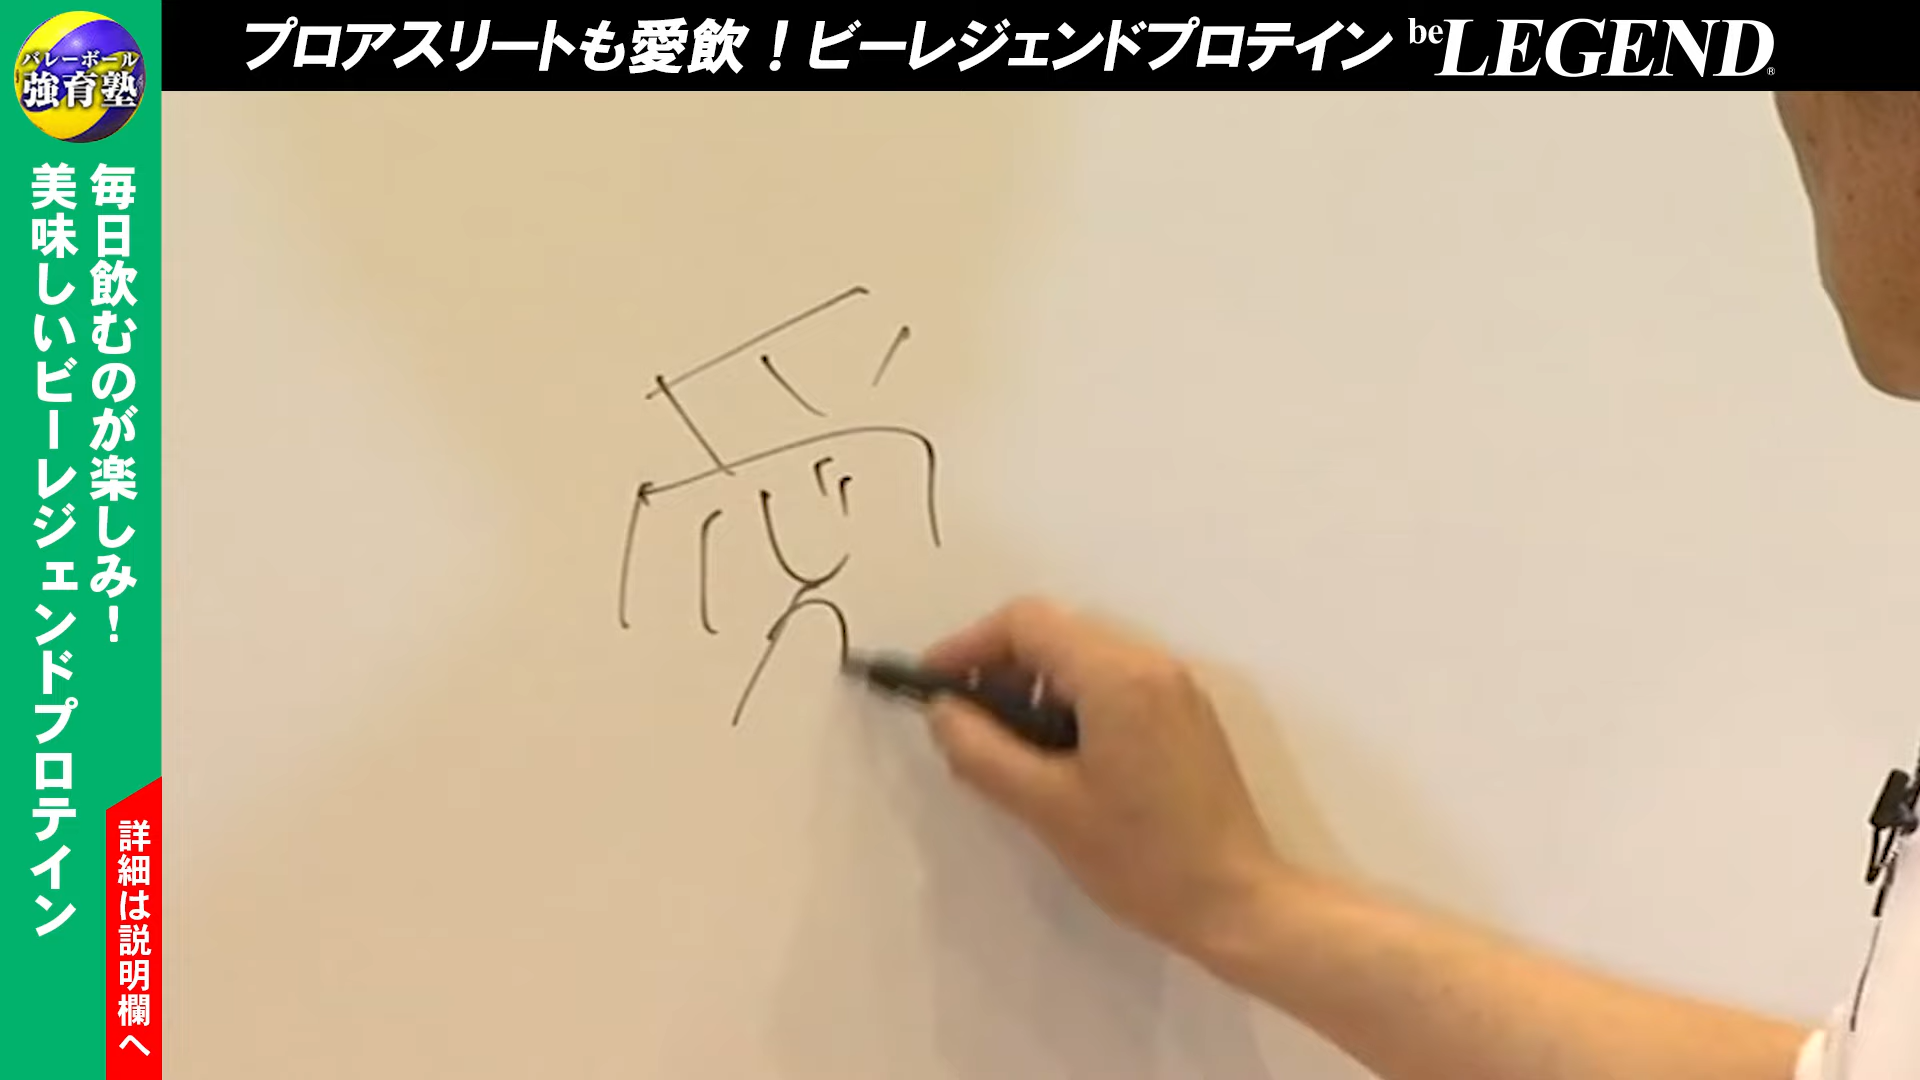 プロアスリートも愛飲！ビーレジェンドプロテイン be LEGEND®
バレーボール
強育塾
毎日飲むのが楽しみ！
美味しいビーレジェンドプロテイン
詳細は説明欄へ